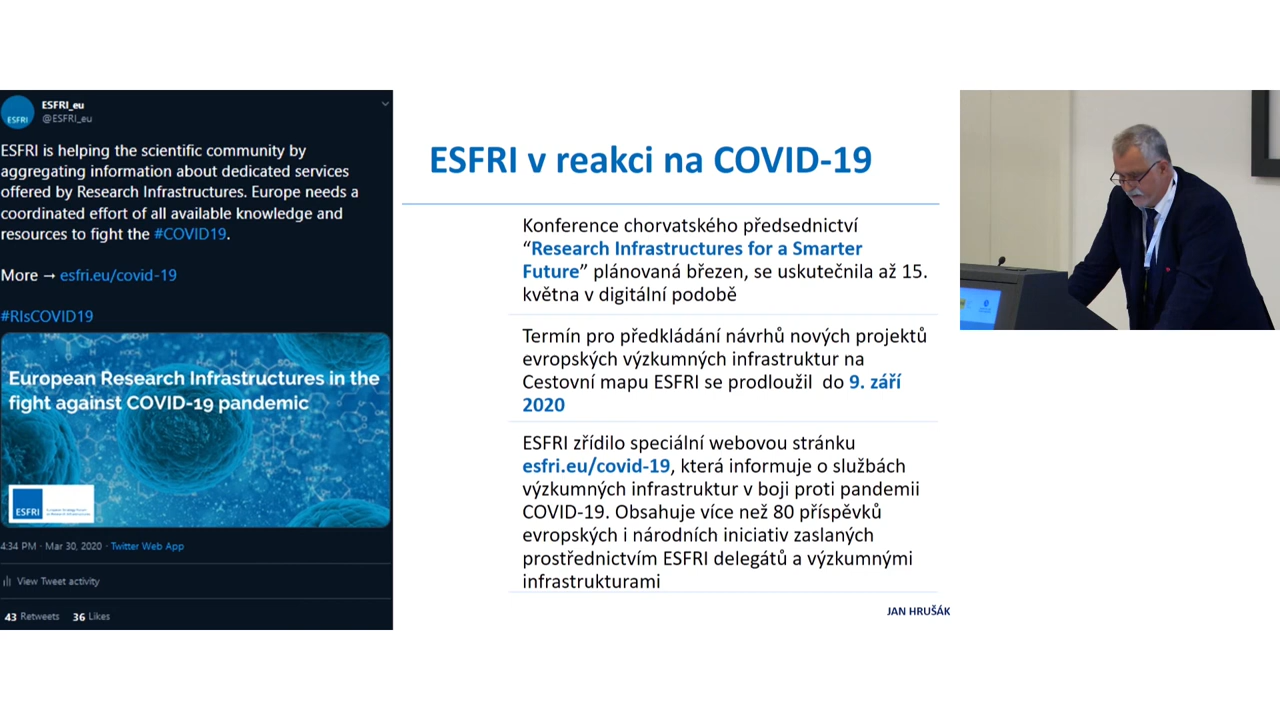 ESFRI
ESFRI_eu
@ESFRI_eu
ESFRI is helping the scientific community by
aggregating information about dedicated services
offered by Research Infrastructures. Europe needs a
coordinated effort of all available knowledge and
resources to fight the #COVID19.
More → esfri.eu/covid-19
#RIsCOVID19
European Research Infrastructures in the
fight against COVID-19 pandemic
ESFRI
4:34 PM · Mar 30, 2020 · Twitter Web App
View Tweet activity
43 Retweets 36 Likes
ESFRI v reakci na COVID-19
Konference chorvatského předsednictví
“Research Infrastructures for a Smarter
Future” plánovaná březen, se uskutečnila až 15.
května v digitální podobě
Termín pro předkládání návrhů nových projektů
evropských výzkumných infrastruktur na
Cestovní mapu ESFRI se prodloužil do 9. září
2020
ESFRI zřídilo speciální webovou stránku
esfri.eu/covid-19, která informuje o službách
výzkumných infrastruktur v boji proti pandemii
COVID-19. Obsahuje více než 80 příspěvků
evropských i národních iniciativ zaslaných
prostřednictvím ESFRI delegátů a výzkumnými
infrastrukturami
JAN HRUŠÁK